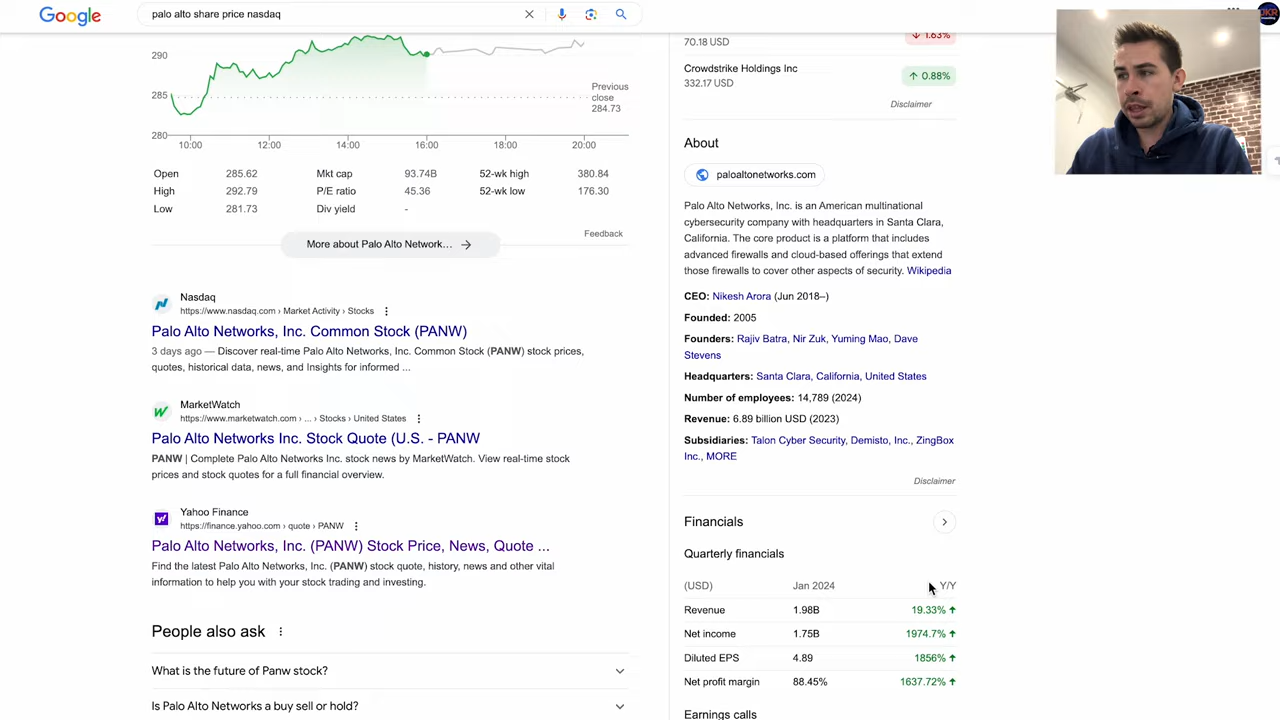 Google
palo alto share price nasdaq
290
285
280
Previous
close
284.73
10:00 12:00 14:00 16:00 18:00 20:00
Open 285.62 Mkt cap 93.74B 52-wk high 380.84
High 292.79 P/E ratio 45.36 52-wk low 176.30
Low 281.73 Div yield -
More about Palo Alto Network... →
Feedback
Nasdaq
https://www.nasdaq.com › Market Activity › Stocks
Palo Alto Networks, Inc. Common Stock (PANW)
3 days ago — Discover real-time Palo Alto Networks, Inc. Common Stock (PANW) stock prices,
quotes, historical data, news, and Insights for informed ...
MarketWatch
https://www.marketwatch.com › ... › Stocks › United States
Palo Alto Networks Inc. Stock Quote (U.S. - PANW
PANW | Complete Palo Alto Networks Inc. stock news by MarketWatch. View real-time stock
prices and stock quotes for a full financial overview.
Yahoo Finance
https://finance.yahoo.com › quote › PANW
Palo Alto Networks, Inc. (PANW) Stock Price, News, Quote ...
Find the latest Palo Alto Networks, Inc. (PANW) stock quote, history, news and other vital
information to help you with your stock trading and investing.
People also ask
What is the future of Panw stock?
Is Palo Alto Networks a buy sell or hold?
70.18 USD
↓ 1.63%
Crowdstrike Holdings Inc
332.17 USD
↑ 0.88%
Disclaimer
About
paloaltonetworks.com
Palo Alto Networks, Inc. is an American multinational
cybersecurity company with headquarters in Santa Clara,
California. The core product is a platform that includes
advanced firewalls and cloud-based offerings that extend
those firewalls to cover other aspects of security. Wikipedia
CEO: Nikesh Arora (Jun 2018–)
Founded: 2005
Founders: Rajiv Batra, Nir Zuk, Yuming Mao, Dave
Stevens
Headquarters: Santa Clara, California, United States
Number of employees: 14,789 (2024)
Revenue: 6.89 billion USD (2023)
Subsidiaries: Talon Cyber Security, Demisto, Inc., ZingBox
Inc., MORE
Disclaimer
Financials
Quarterly financials
(USD) Jan 2024 Y/Y
Revenue 1.98B 19.33% ↑
Net income 1.75B 1974.7% ↑
Diluted EPS 4.89 1856% ↑
Net profit margin 88.45% 1637.72% ↑
Earnings calls